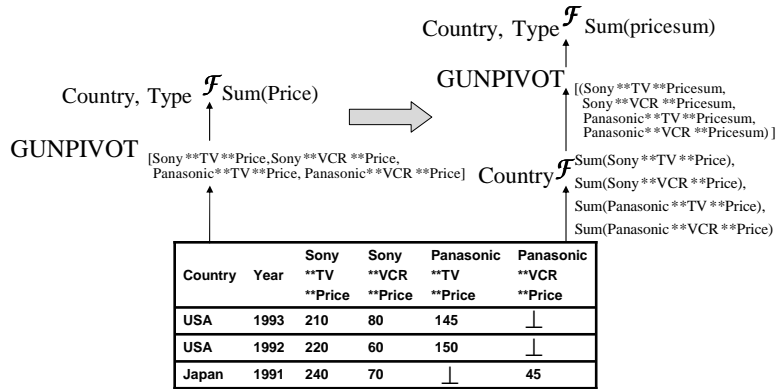 Country, Type 𝓕 Sum(Price)
GUNPIVOT
[Sony **TV **Price, Sony **VCR **Price,
Panasonic **TV **Price, Panasonic **VCR **Price]
Country, Type 𝓕 Sum(pricesum)
GUNPIVOT
[(Sony **TV **Pricesum,
Sony **VCR **Pricesum,
Panasonic **TV **Pricesum,
Panasonic **VCR **Pricesum) ]
Country 𝓕 Sum(Sony **TV **Price),
Sum(Sony **VCR **Price),
Sum(Panasonic **TV **Price),
Sum(Panasonic **VCR **Price)
Sony Sony Panasonic Panasonic
Country Year **TV **VCR **TV **VCR
**Price **Price **Price **Price
USA 1993 210 80 145 ⊥
USA 1992 220 60 150 ⊥
Japan 1991 240 70 ⊥ 45